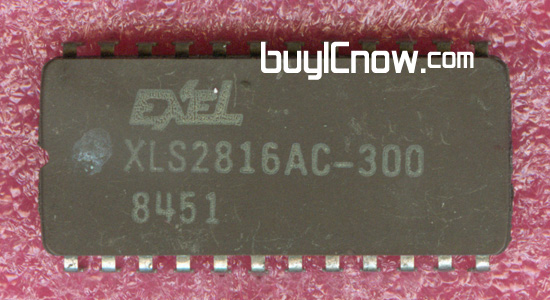 buyICnow.com
EXEL
XLS2816AC-300
8451